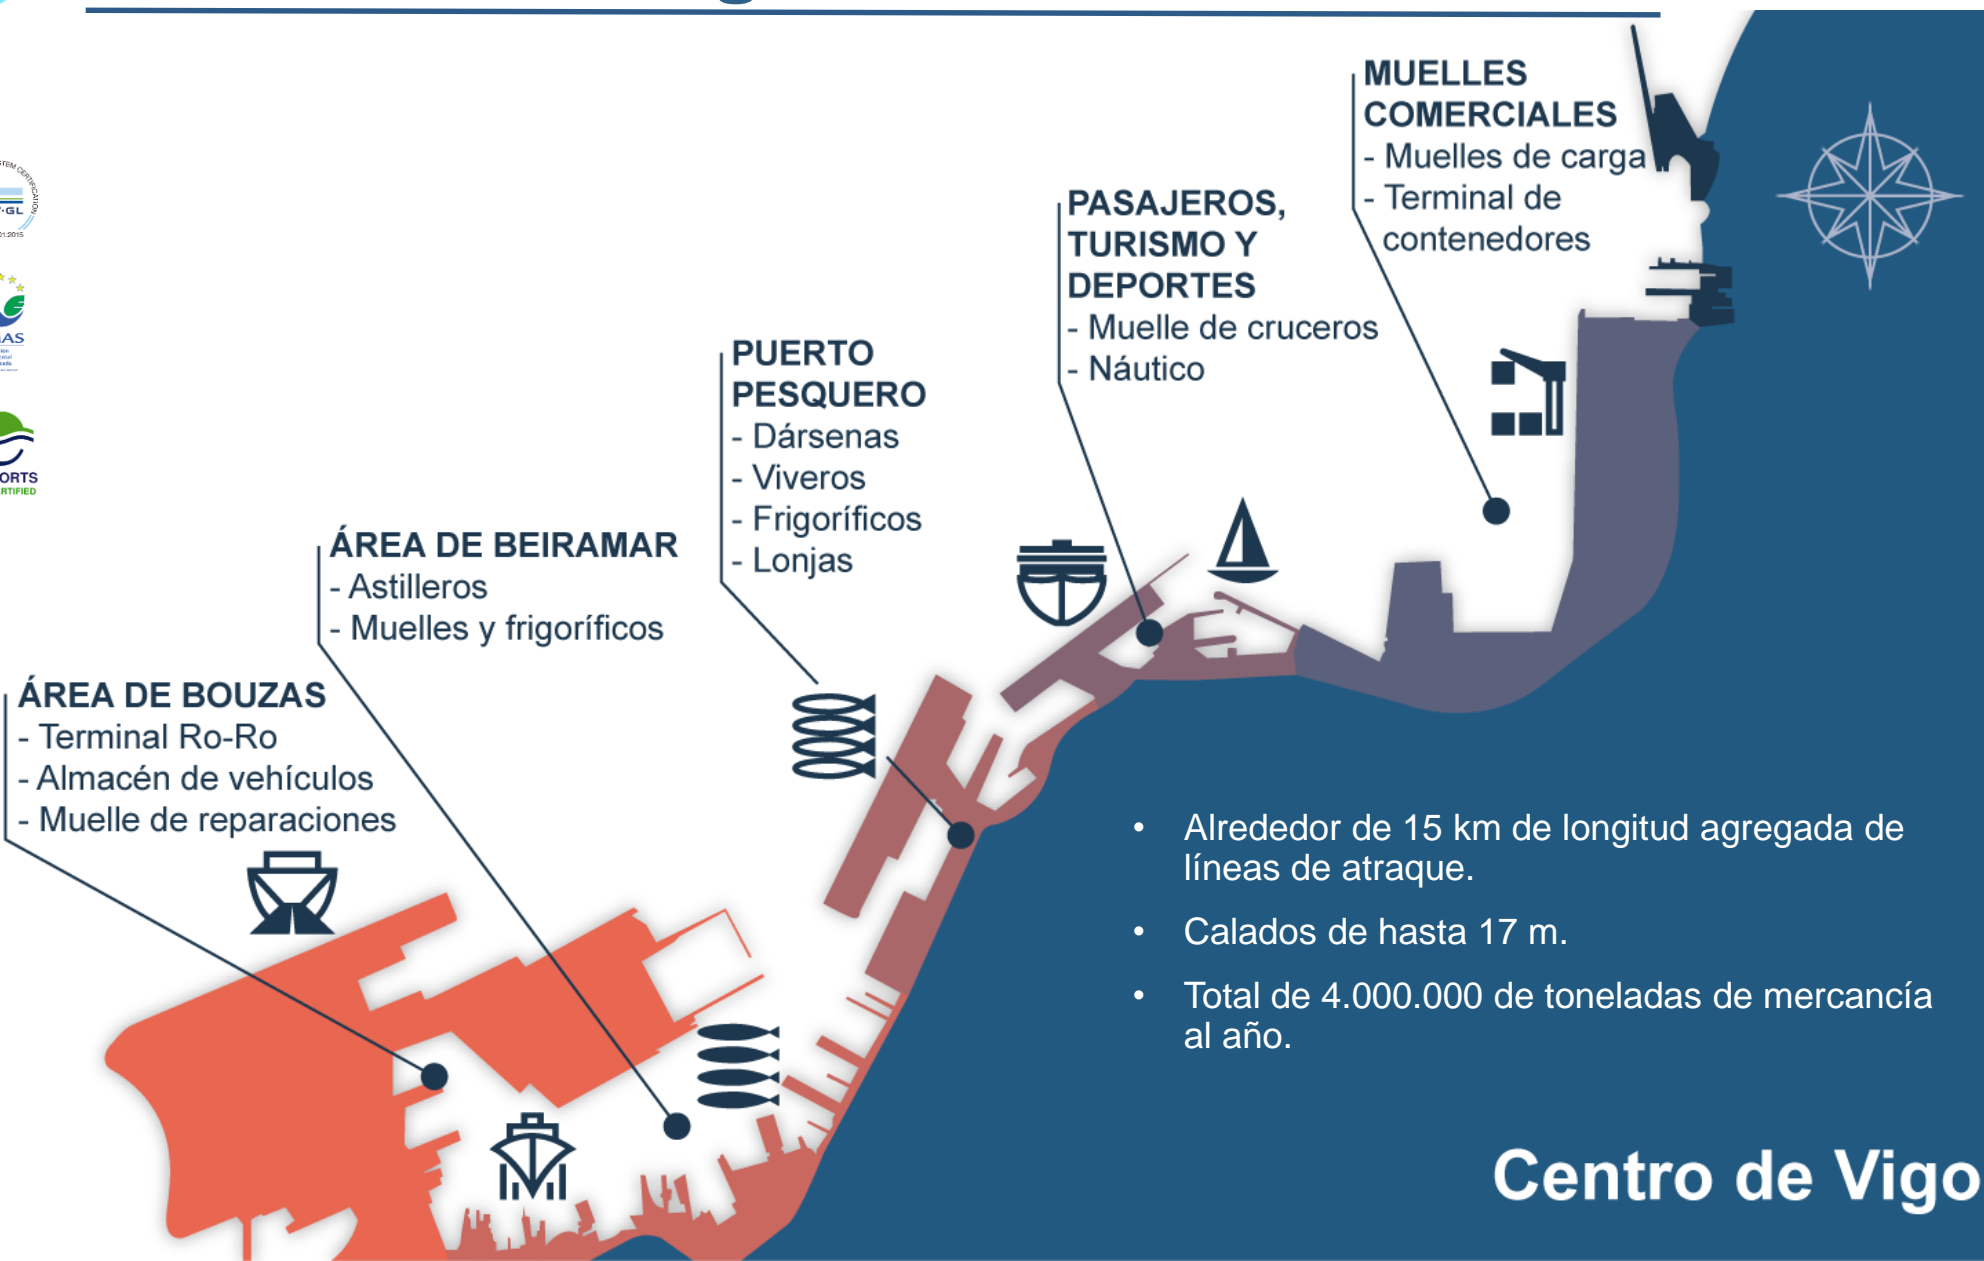 MUELLES
COMERCIALES
- Muelles de carga
- Terminal de
contenedores
PASAJEROS,
TURISMO Y
DEPORTES
- Muelle de cruceros
- Náutico
PUERTO
PESQUERO
- Dársenas
- Viveros
- Frigoríficos
- Lonjas
ÁREA DE BEIRAMAR
- Astilleros
- Muelles y frigoríficos
ÁREA DE BOUZAS
- Terminal Ro-Ro
- Almacén de vehículos
- Muelle de reparaciones
• Alrededor de 15 km de longitud agregada de
líneas de atraque.
• Calados de hasta 17 m.
• Total de 4.000.000 de toneladas de mercancía
al año.
Centro de Vigo